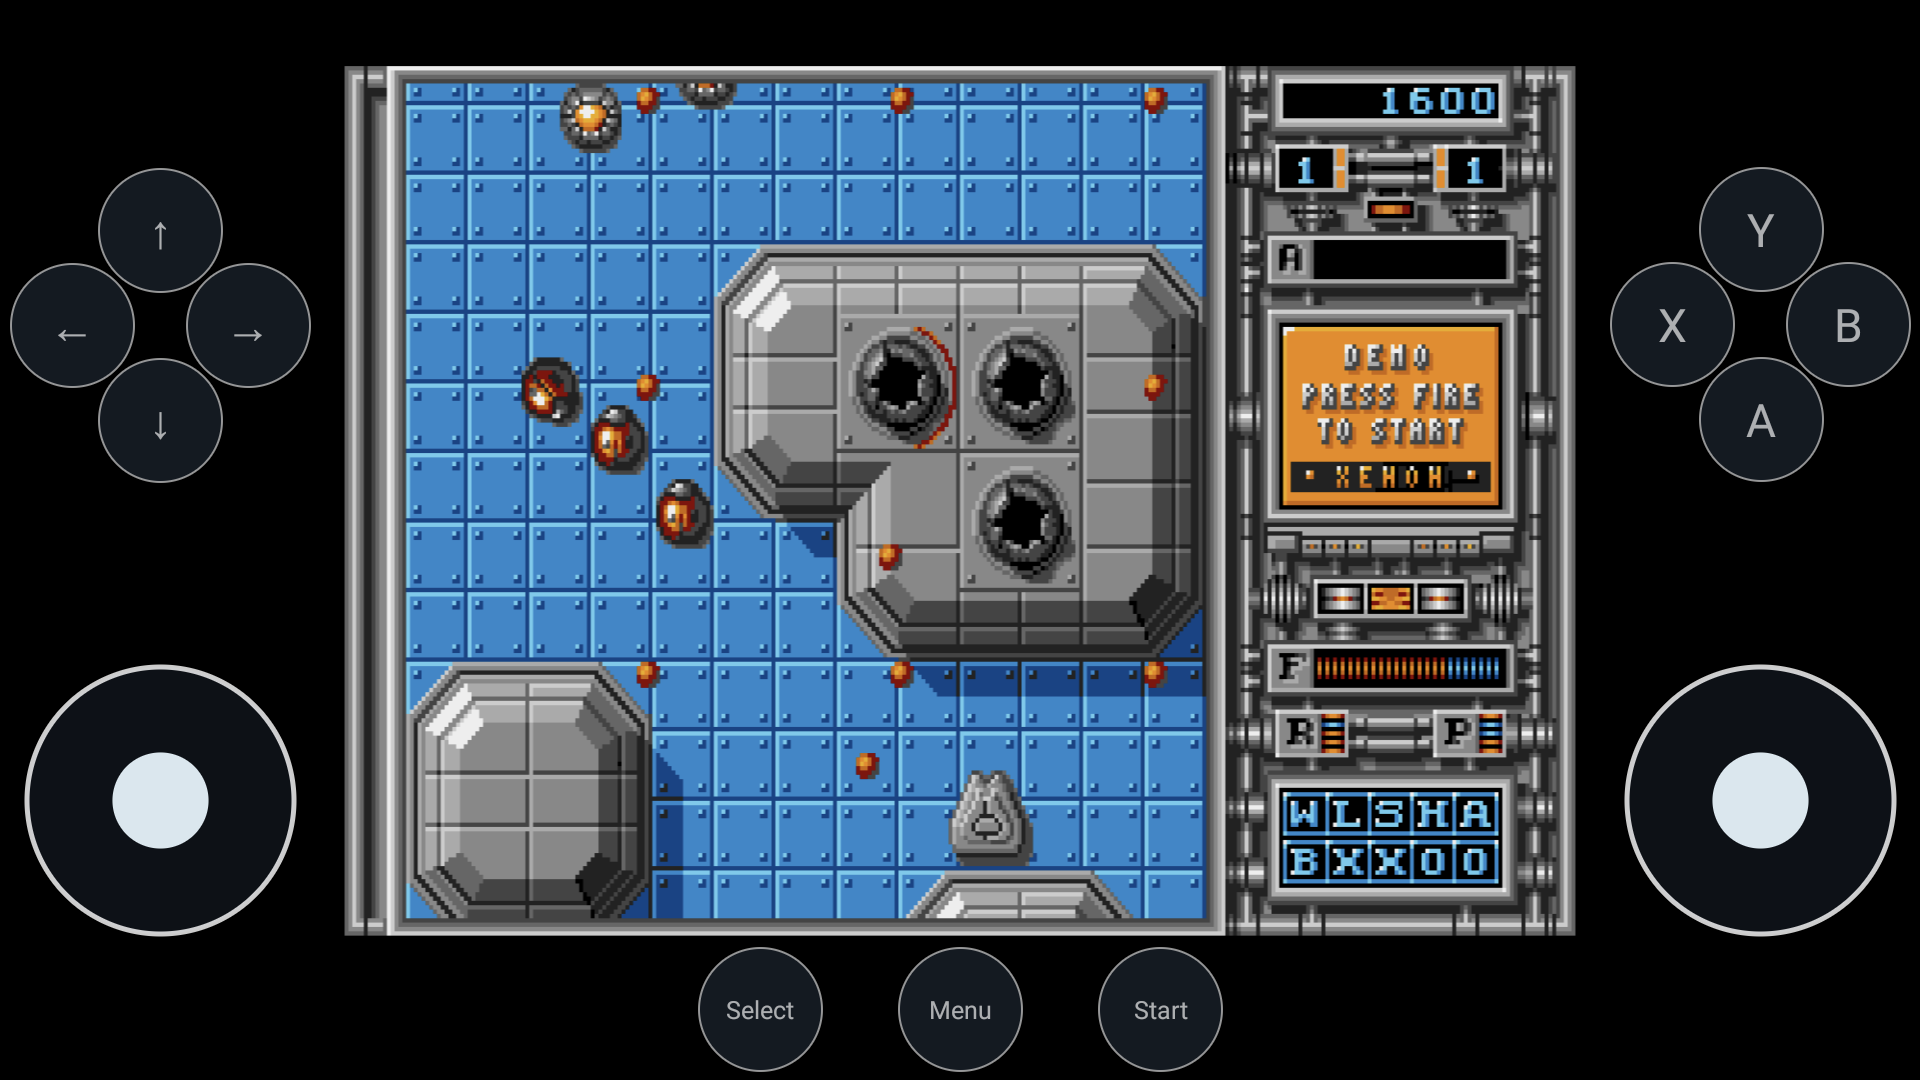 1600
1 1
A
DEMO
PRESS FIRE
TO START
· XENON ·
F
R P
WLSHA
BXXOO
↑
← →
↓
Y
X B
A
Select Menu Start